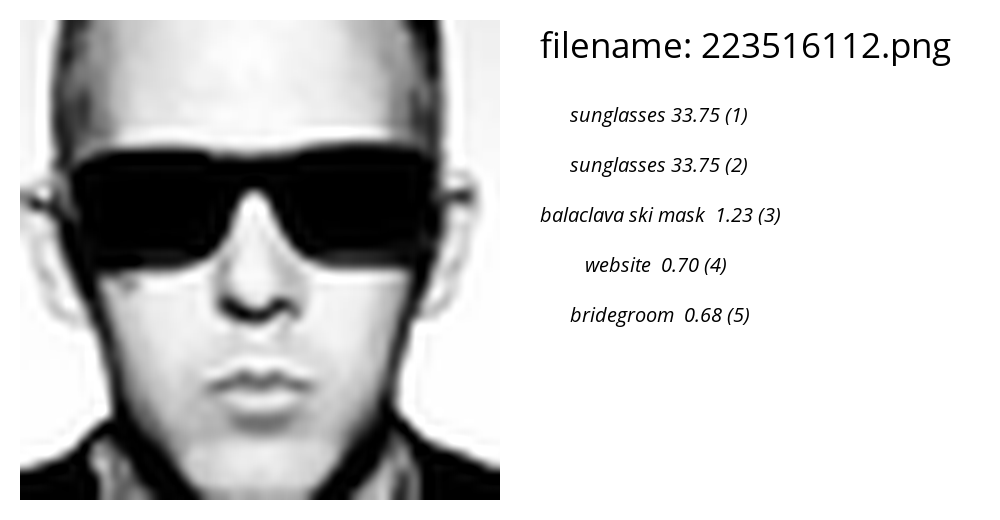 filename: 223516112.png
sunglasses 33.75 (1)
sunglasses 33.75 (2)
balaclava ski mask  1.23 (3)
website  0.70 (4)
bridegroom  0.68 (5)